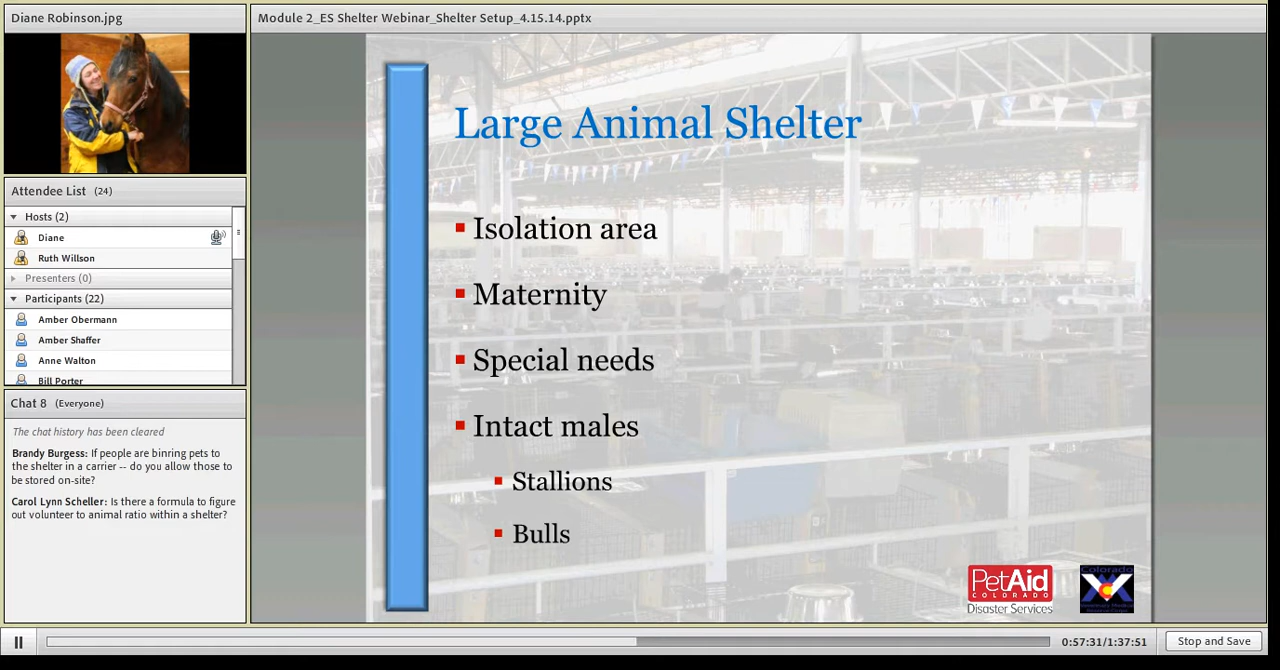 Diane Robinson.jpg
Attendee List (24)
Hosts (2)
Diane
Ruth Willson
Presenters (0)
Participants (22)
Amber Obermann
Amber Shaffer
Anne Walton
Bill Porter
Chat 8 (Everyone)
The chat history has been cleared
Brandy Burgess: If people are binring pets to
the shelter in a carrier -- do you allow those to
be stored on-site?
Carol Lynn Scheller: Is there a formula to figure
out volunteer to animal ratio within a shelter?
Module 2_ES Shelter Webinar_Shelter Setup_4.15.14.pptx
Large Animal Shelter
Isolation area
Maternity
Special needs
Intact males
Stallions
Bulls
PetAid
COLORADO
Disaster Services
Colorado
0:57:31/1:37:51
Stop and Save